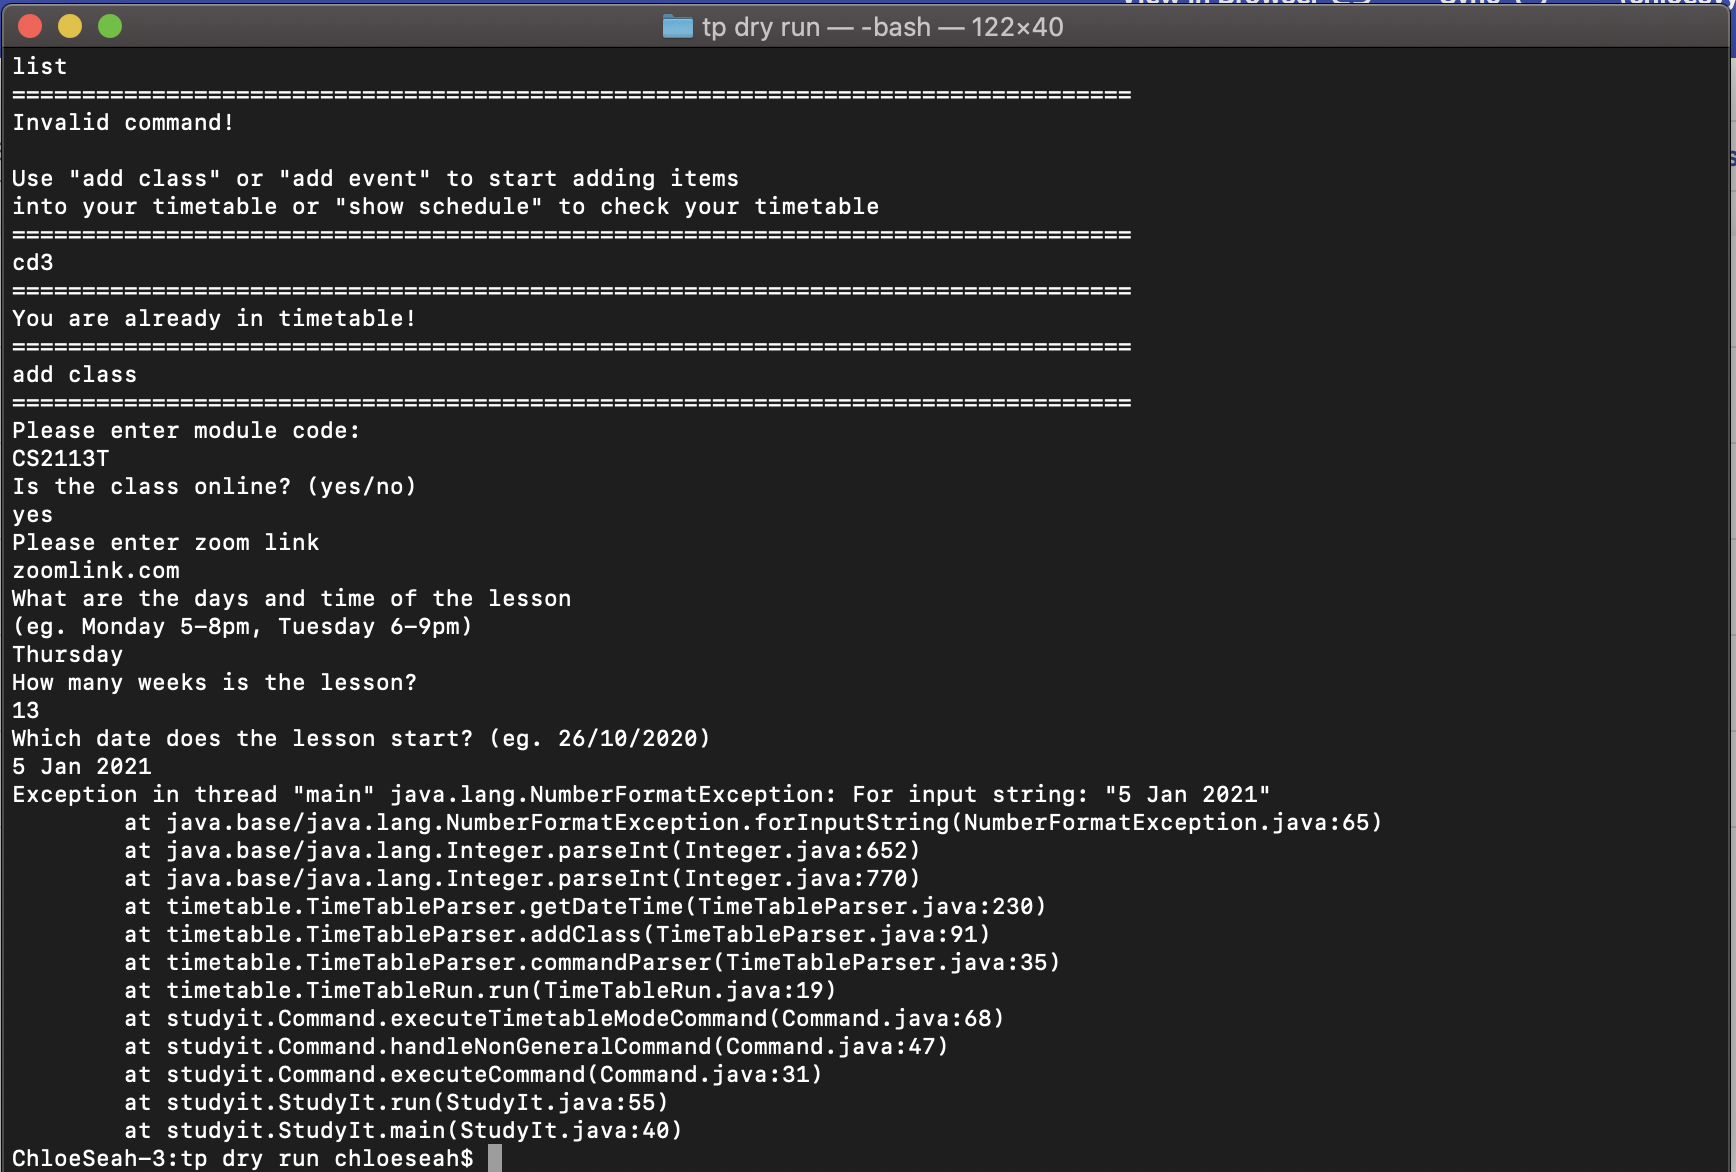 tp dry run — -bash — 122×40
list
================================================================================
Invalid command!
Use "add class" or "add event" to start adding items
into your timetable or "show schedule" to check your timetable
================================================================================
cd3
================================================================================
You are already in timetable!
================================================================================
add class
================================================================================
Please enter module code:
CS2113T
Is the class online? (yes/no)
yes
Please enter zoom link
zoomlink.com
What are the days and time of the lesson
(eg. Monday 5-8pm, Tuesday 6-9pm)
Thursday
How many weeks is the lesson?
13
Which date does the lesson start? (eg. 26/10/2020)
5 Jan 2021
Exception in thread "main" java.lang.NumberFormatException: For input string: "5 Jan 2021"
at java.base/java.lang.NumberFormatException.forInputString(NumberFormatException.java:65)
at java.base/java.lang.Integer.parseInt(Integer.java:652)
at java.base/java.lang.Integer.parseInt(Integer.java:770)
at timetable.TimeTableParser.getDateTime(TimeTableParser.java:230)
at timetable.TimeTableParser.addClass(TimeTableParser.java:91)
at timetable.TimeTableParser.commandParser(TimeTableParser.java:35)
at timetable.TimeTableRun.run(TimeTableRun.java:19)
at studyit.Command.executeTimetableModeCommand(Command.java:68)
at studyit.Command.handleNonGeneralCommand(Command.java:47)
at studyit.Command.executeCommand(Command.java:31)
at studyit.StudyIt.run(StudyIt.java:55)
at studyit.StudyIt.main(StudyIt.java:40)
ChloeSeah-3:tp dry run chloeseah$